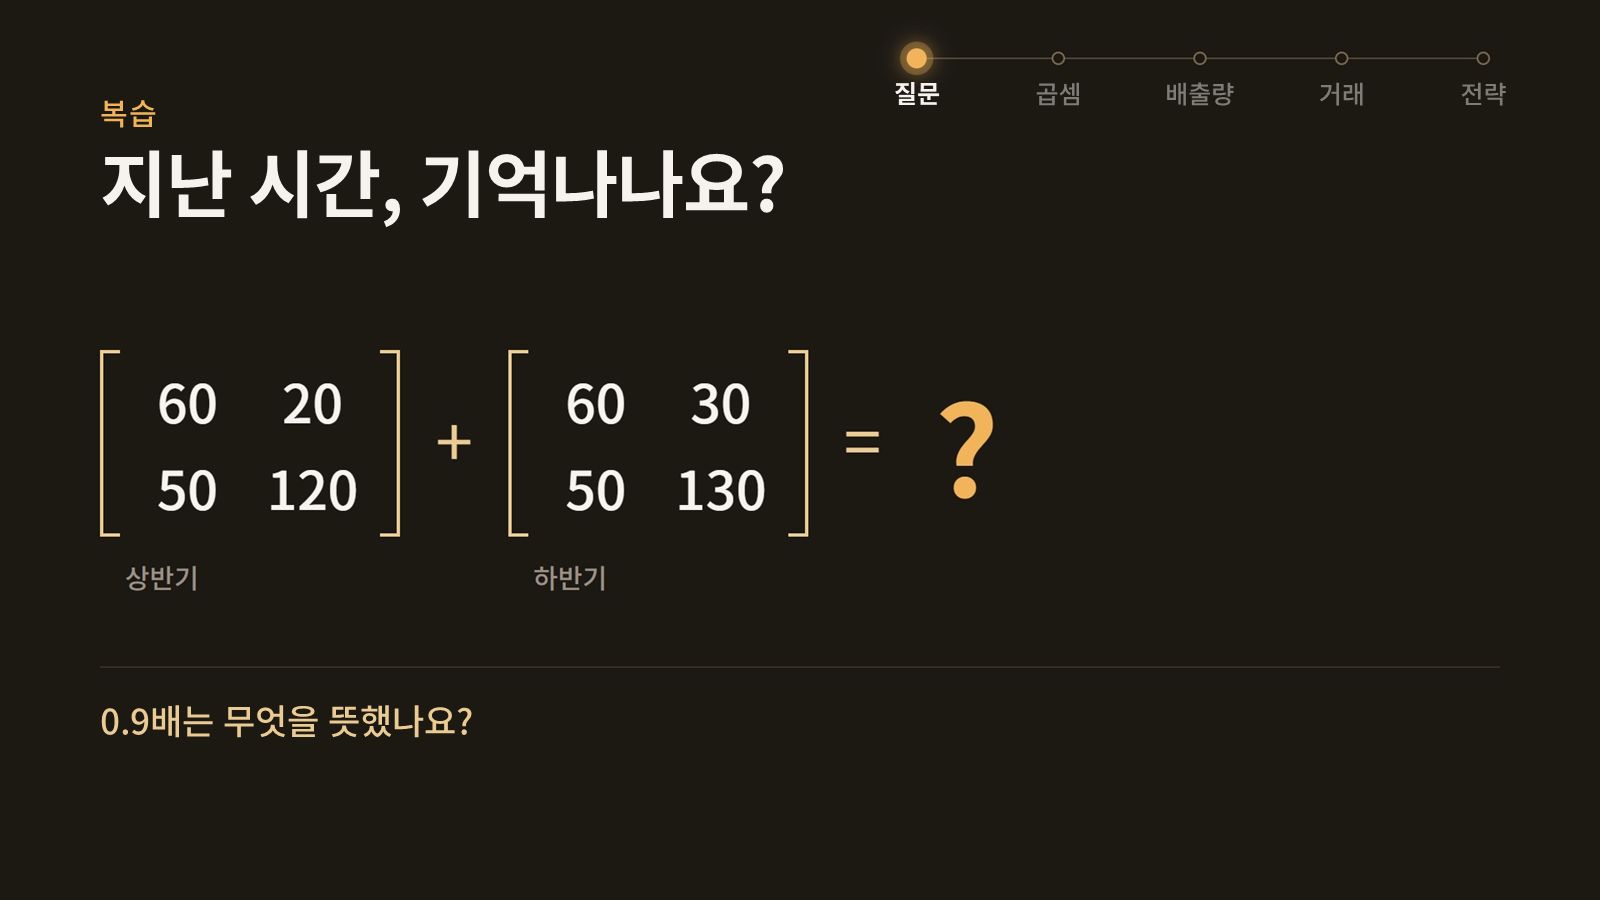 질문 곱셈 배출량 거래 전략
복습
지난 시간, 기억나나요?
60 20 60 30
+ = ?
50 120 50 130
상반기 하반기
0.9배는 무엇을 뜻했나요?